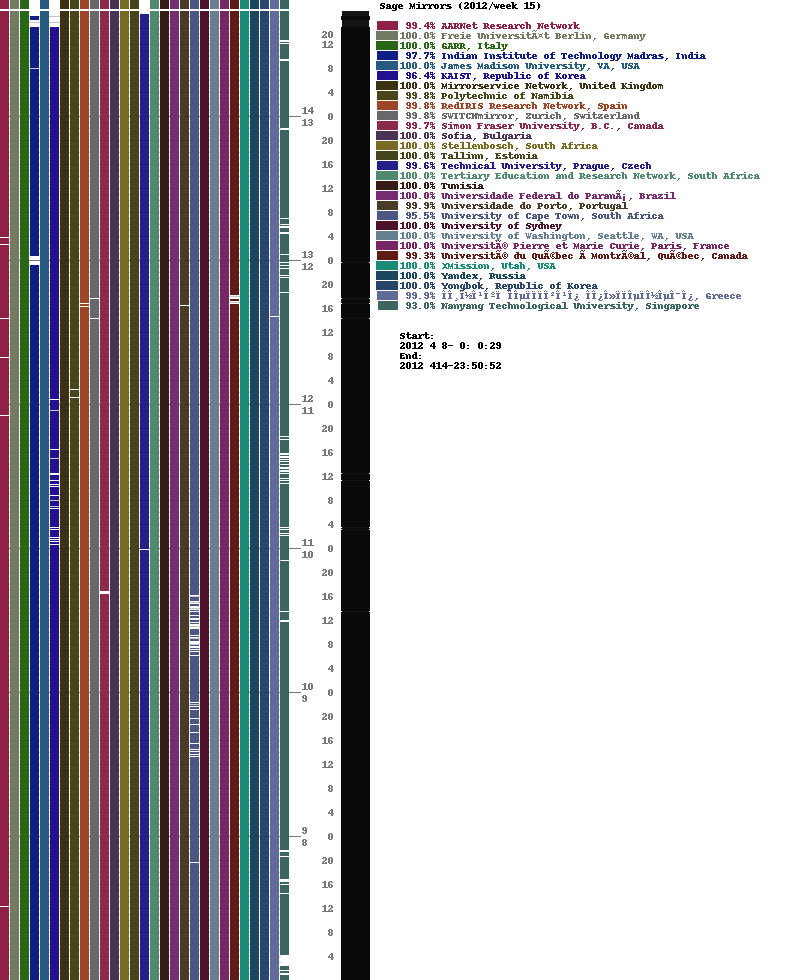 Sage Mirrors (2012/week 15)
99.4% AARNet Research Network
100.0% Freie UniversitÃ¤t Berlin, Germany
100.0% GARR, Italy
97.7% Indian Institute of Technology Madras, India
100.0% James Madison University, VA, USA
96.4% KAIST, Republic of Korea
100.0% Mirrorservice Network, United Kingdom
99.8% Polytechnic of Namibia
99.8% RedIRIS Research Network, Spain
99.8% SWITCHmirror, Zurich, Switzerland
99.7% Simon Fraser University, B.C., Canada
100.0% Sofia, Bulgaria
100.0% Stellenbosch, South Africa
100.0% Tallinn, Estonia
99.6% Technical University, Prague, Czech
100.0% Tertiary Education and Research Network, South Africa
100.0% Tunisia
100.0% Universidade Federal do ParanÃ¡, Brazil
99.9% Universidade do Porto, Portugal
95.5% University of Cape Town, South Africa
100.0% University of Sydney
100.0% University of Washington, Seattle, WA, USA
100.0% UniversitÃ© Pierre et Marie Curie, Paris, France
99.3% UniversitÃ© du QuÃ©bec Ã MontrÃ©al, QuÃ©bec, Canada
100.0% XMission, Utah, USA
100.0% Yandex, Russia
100.0% Yongbok, Republic of Korea
99.9% Greece
93.0% Nanyang Technological University, Singapore
Start:
2012 4 8- 0: 0:29
End:
2012 414-23:50:52
20
12
8
4
14
0
13
20
16
12
8
4
13
0
12
20
16
12
8
4
12
0
11
20
16
12
8
4
11
0
10
20
16
12
8
4
10
0
9
20
16
12
8
4
9
0
8
20
16
12
8
4